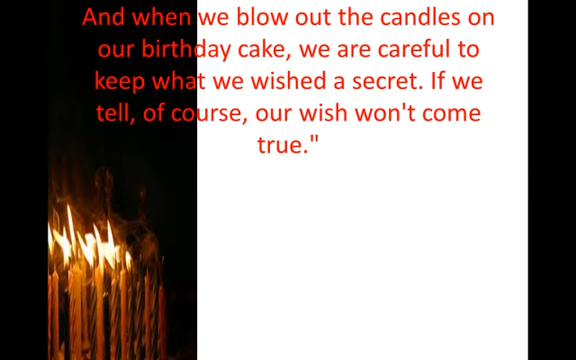 And when we blow out the candles on
our birthday cake, we are careful to
keep what we wished a secret. If we
tell, of course, our wish won't come
true."